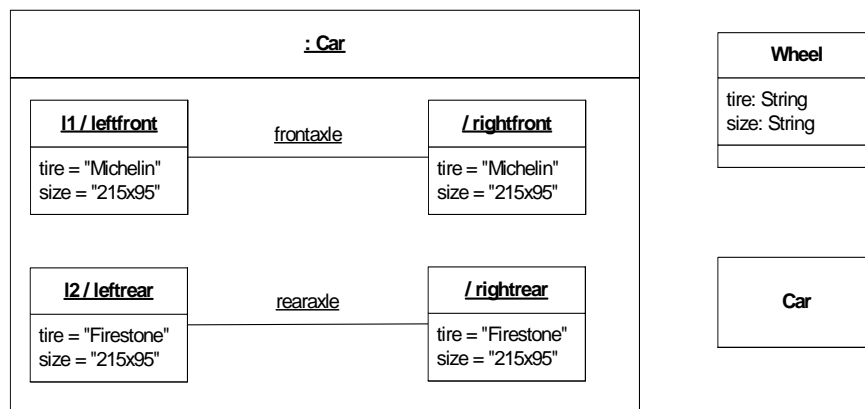 : Car
l1 / leftfront
tire = "Michelin"
size = "215x95"
frontaxle
/ rightfront
tire = "Michelin"
size = "215x95"
l2 / leftrear
tire = "Firestone"
size = "215x95"
rearaxle
/ rightrear
tire = "Firestone"
size = "215x95"
Wheel
tire: String
size: String
Car